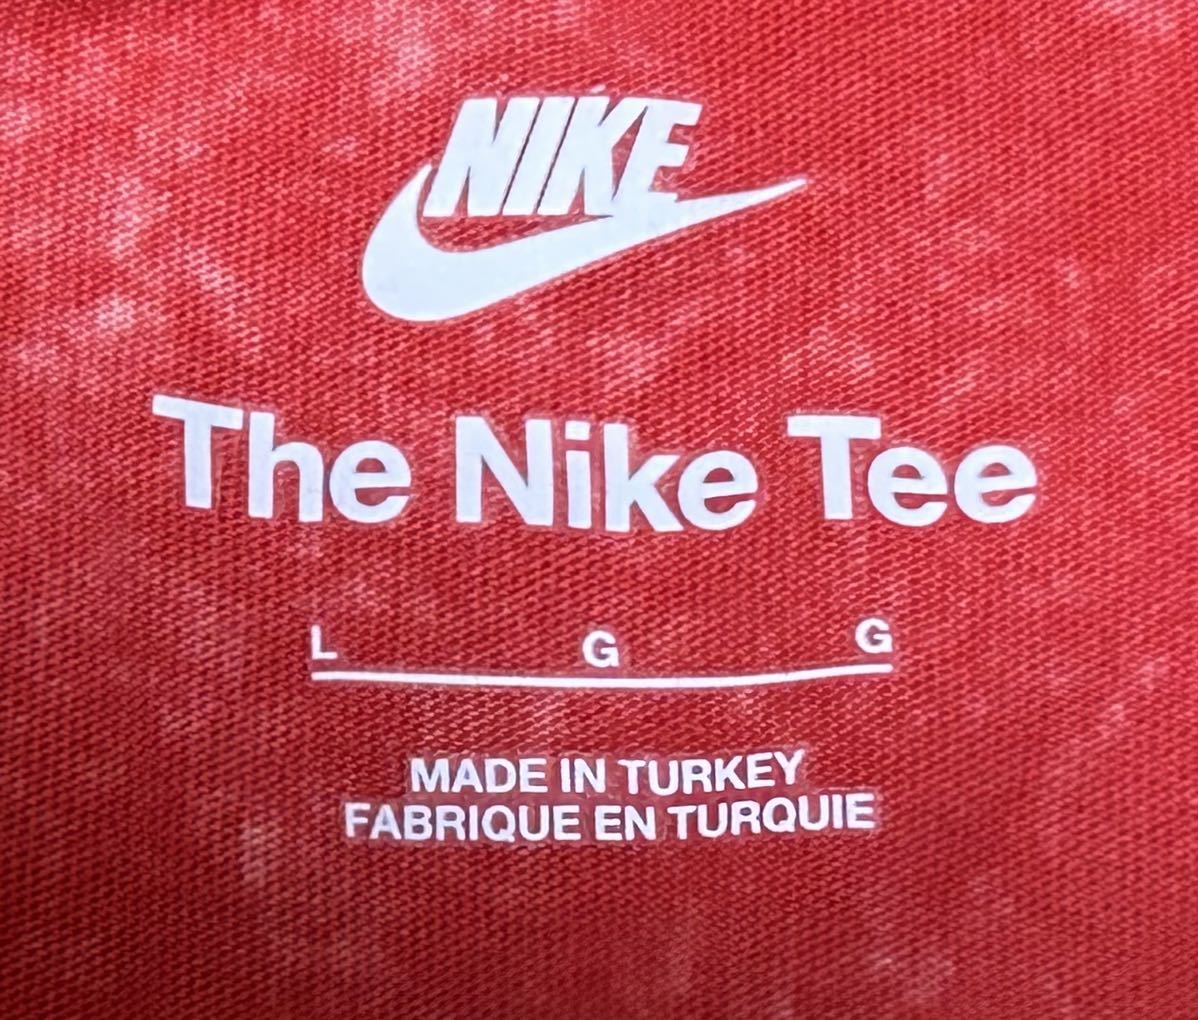 NIKE
The Nike Tee
L G G
MADE IN TURKEY
FABRIQUE EN TURQUIE